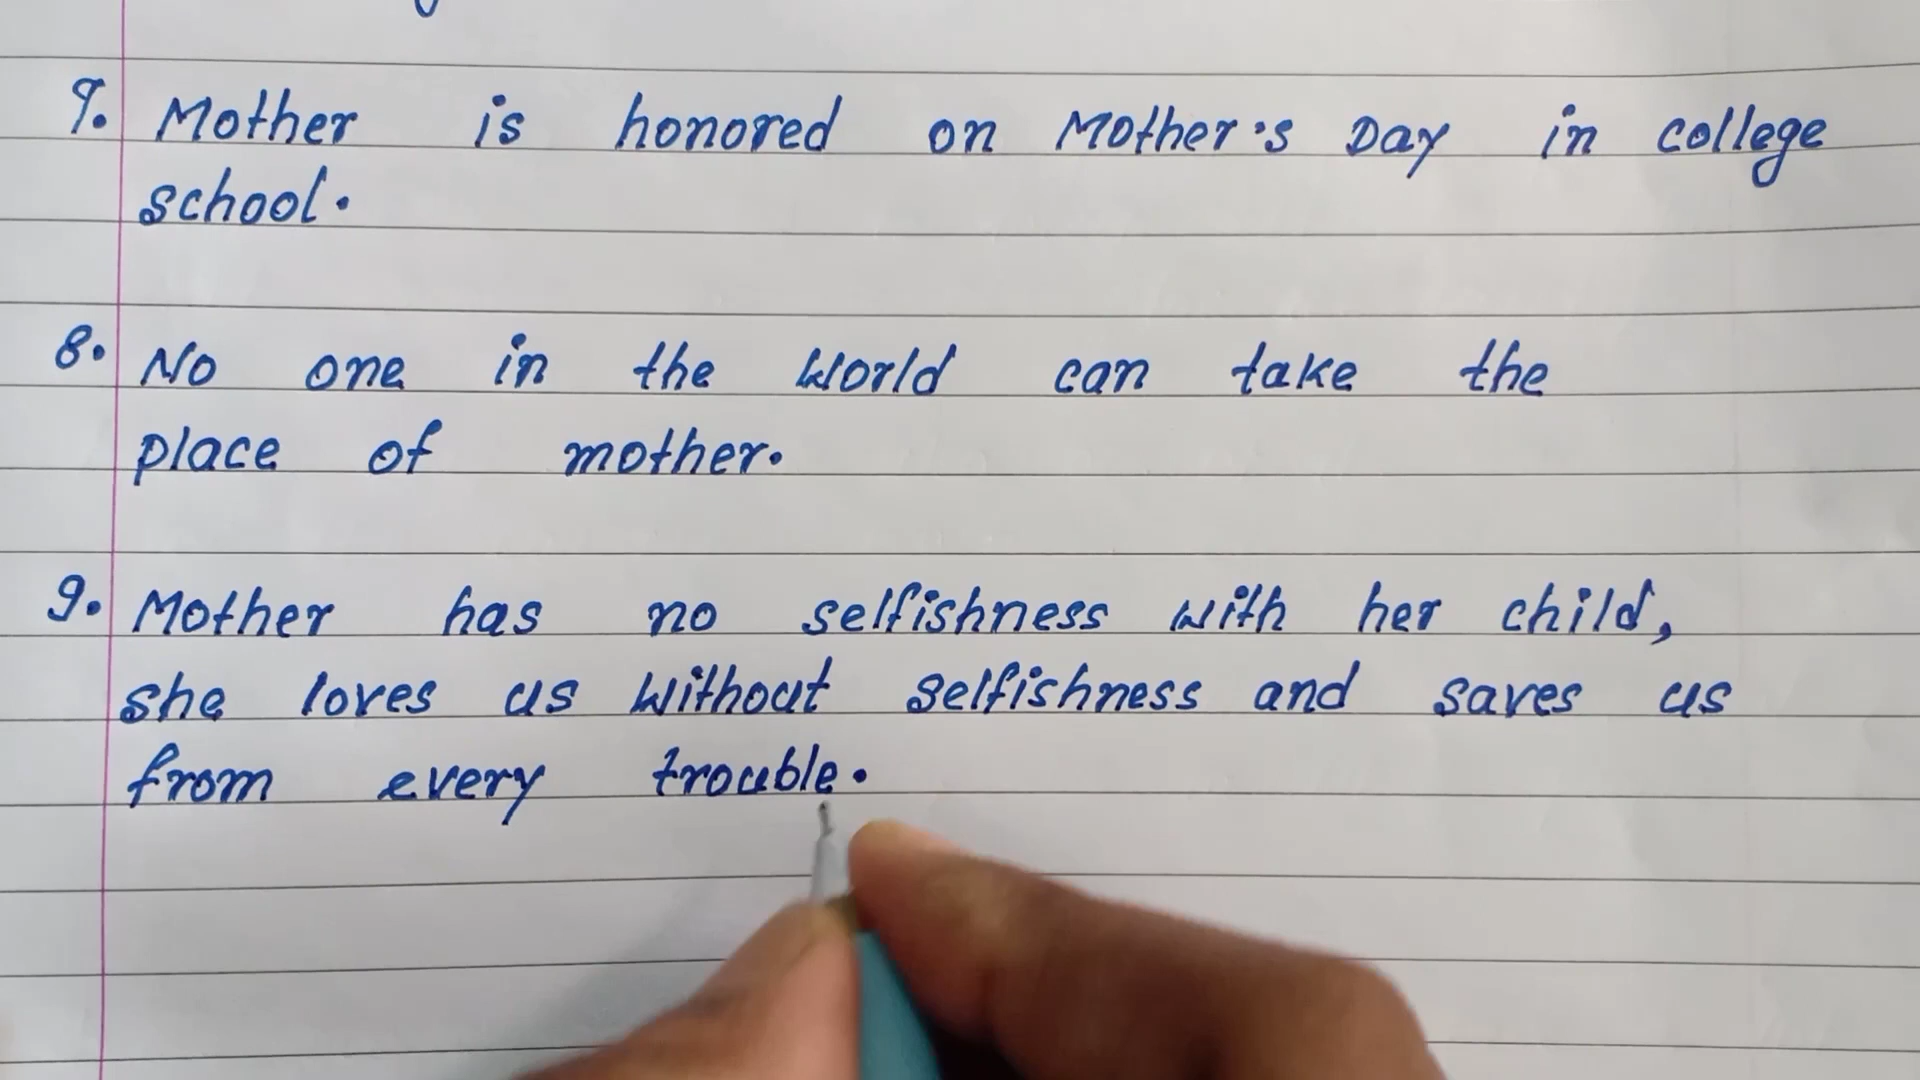 7. Mother is honored on Mother's Day in college
school.
8. No one in the world can take the
place of mother.
9. Mother has no selfishness with her child,
she loves us without selfishness and saves us
from every trouble.